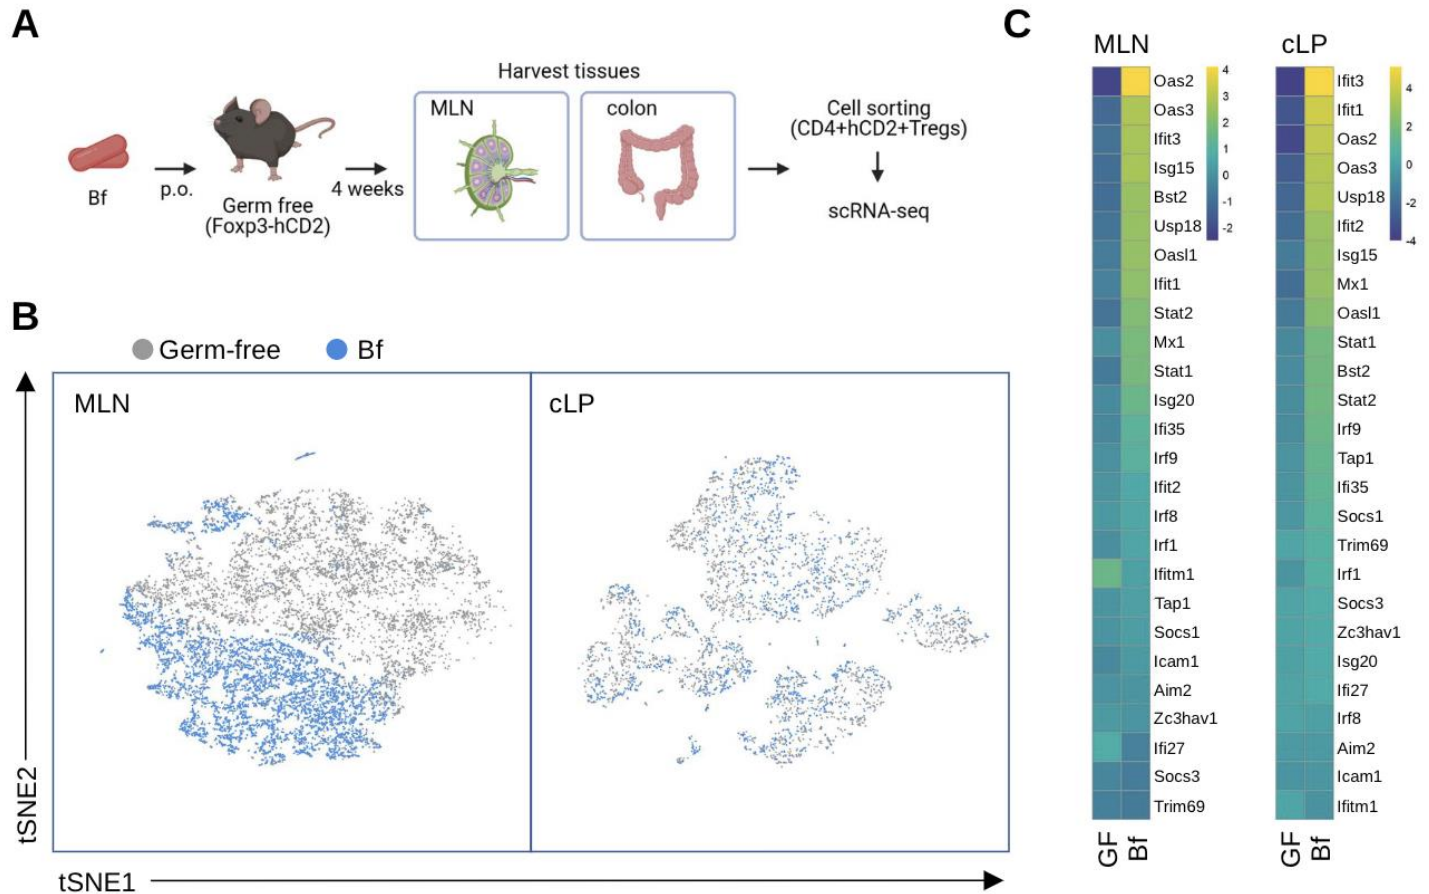 A
Harvest tissues
MLN
colon
Bf
p.o.
Germ free
(Foxp3-hCD2)
4 weeks
Cell sorting
(CD4+hCD2+Tregs)
scRNA-seq
B
Germ-free
Bf
MLN
cLP
tSNE2
tSNE1
C
MLN
Oas2
Oas3
Ifit3
Isg15
Bst2
Usp18
Oasl1
Ifit1
Stat2
Mx1
Stat1
Isg20
Ifi35
Irf9
Ifit2
Irf8
Irf1
Ifitm1
Tap1
Socs1
Icam1
Aim2
Zc3hav1
Ifi27
Socs3
Trim69
4
3
2
1
0
-1
-2
GF
Bf
cLP
Ifit3
Ifit1
Oas2
Oas3
Usp18
Ifit2
Isg15
Mx1
Oasl1
Stat1
Bst2
Stat2
Irf9
Tap1
Ifi35
Socs1
Trim69
Irf1
Socs3
Zc3hav1
Isg20
Ifi27
Irf8
Aim2
Icam1
Ifitm1
4
2
0
-2
-4
GF
Bf